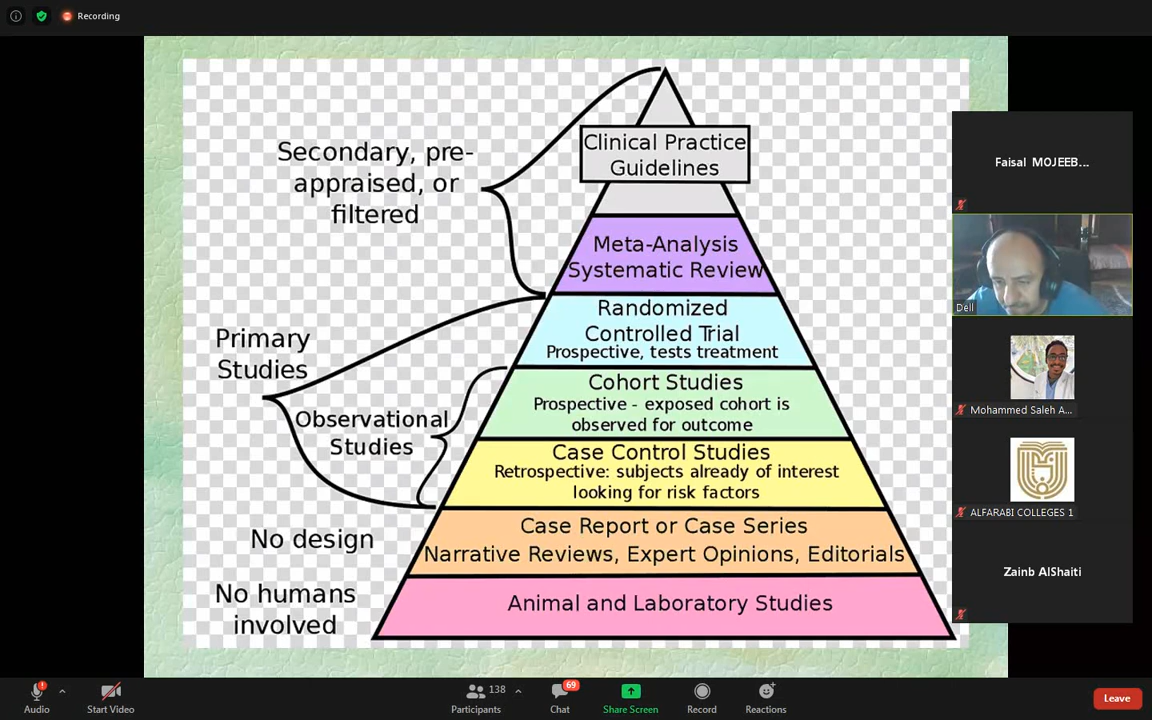 Recording
Clinical Practice
Guidelines
Secondary, pre-
appraised, or
filtered
Meta-Analysis
Systematic Review
Randomized
Controlled Trial
Prospective, tests treatment
Primary
Studies
Cohort Studies
Prospective - exposed cohort is
observed for outcome
Observational
Studies
Case Control Studies
Retrospective: subjects already of interest
looking for risk factors
No design
Case Report or Case Series
Narrative Reviews, Expert Opinions, Editorials
No humans
involved
Animal and Laboratory Studies
Faisal MOJEEB...
Dell
Mohammed Saleh A...
ALFARABI COLLEGES 1
Zainb AlShaiti
Audio
Start Video
138
Participants
69
Chat
Share Screen
Record
Reactions
Leave